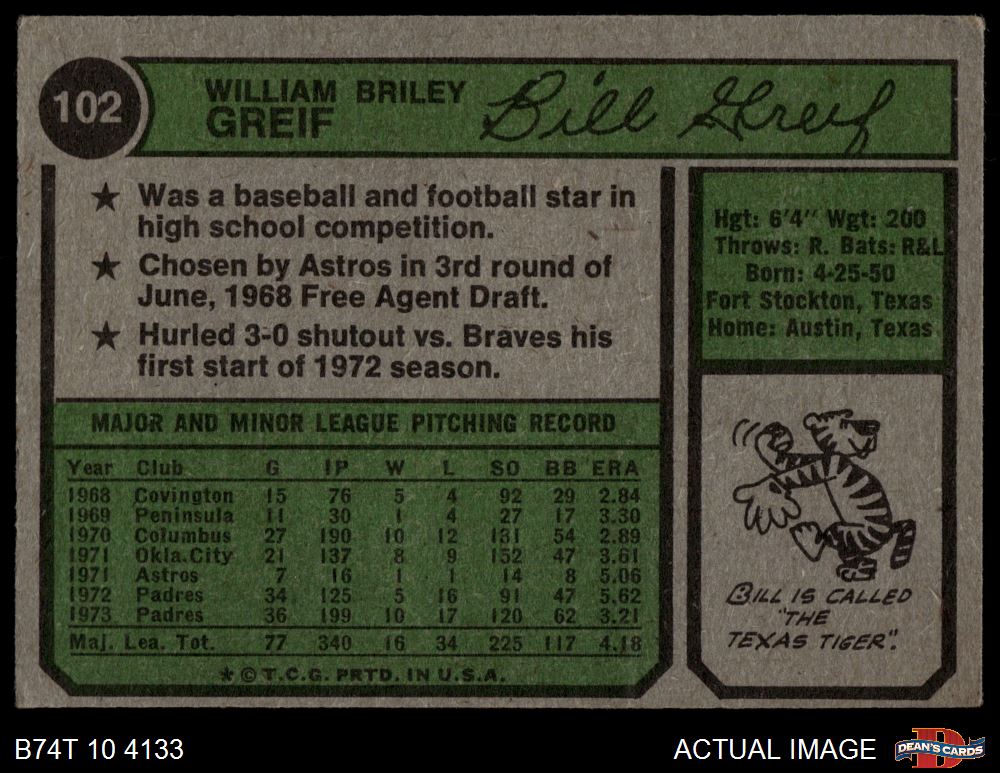 102
WILLIAM BRILEY
GREIF
Bill Greif
★ Was a baseball and football star in
high school competition.
★ Chosen by Astros in 3rd round of
June, 1968 Free Agent Draft.
★ Hurled 3-0 shutout vs. Braves his
first start of 1972 season.
Hgt: 6'4" Wgt: 200
Throws: R. Bats: R&L
Born: 4-25-50
Fort Stockton, Texas
Home: Austin, Texas
MAJOR AND MINOR LEAGUE PITCHING RECORD
Year Club G IP W L SO BB ERA
1968 Covington 15 76 5 4 92 29 2.84
1969 Peninsula 11 30 1 4 27 17 3.30
1970 Columbus 27 190 10 12 131 54 2.89
1971 Okla.City 21 137 8 9 152 47 3.61
1971 Astros 7 16 1 1 14 8 5.06
1972 Padres 34 125 5 16 91 47 5.62
1973 Padres 36 199 10 17 120 62 3.21
Maj. Lea. Tot. 77 340 16 34 225 117 4.18
★ © T.C.G. PRTD. IN U.S.A.
BILL IS CALLED
"THE
TEXAS TIGER".
B74T 10 4133
ACTUAL IMAGE
D
DEAN'S CARDS